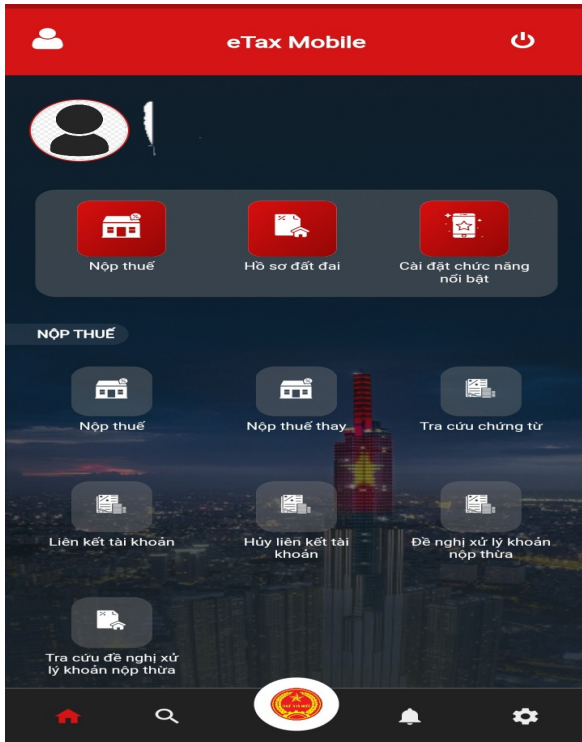 eTax Mobile
Nộp thuế
Hồ sơ đất đai
Cài đặt chức năng
nổi bật
NỘP THUẾ
Nộp thuế
Nộp thuế thay
Tra cứu chứng từ
Liên kết tài khoản
Hủy liên kết tài
khoản
Đề nghị xử lý khoản
nộp thừa
Tra cứu đề nghị xử
lý khoản nộp thừa